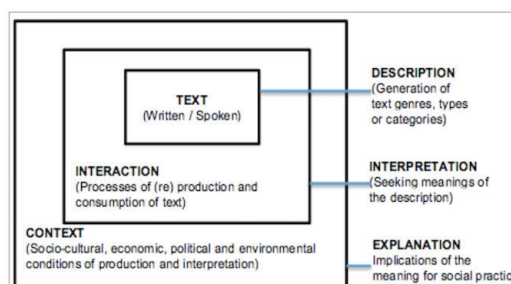 TEXT
(Written / Spoken)
INTERACTION
(Processes of (re) production and
consumption of text)
CONTEXT
(Socio-cultural, economic, political and environmental
conditions of production and interpretation)
DESCRIPTION
(Generation of
text genres, types
or categories)
INTERPRETATION
(Seeking meanings of
the description)
EXPLANATION
Implications of the
meaning for social practic